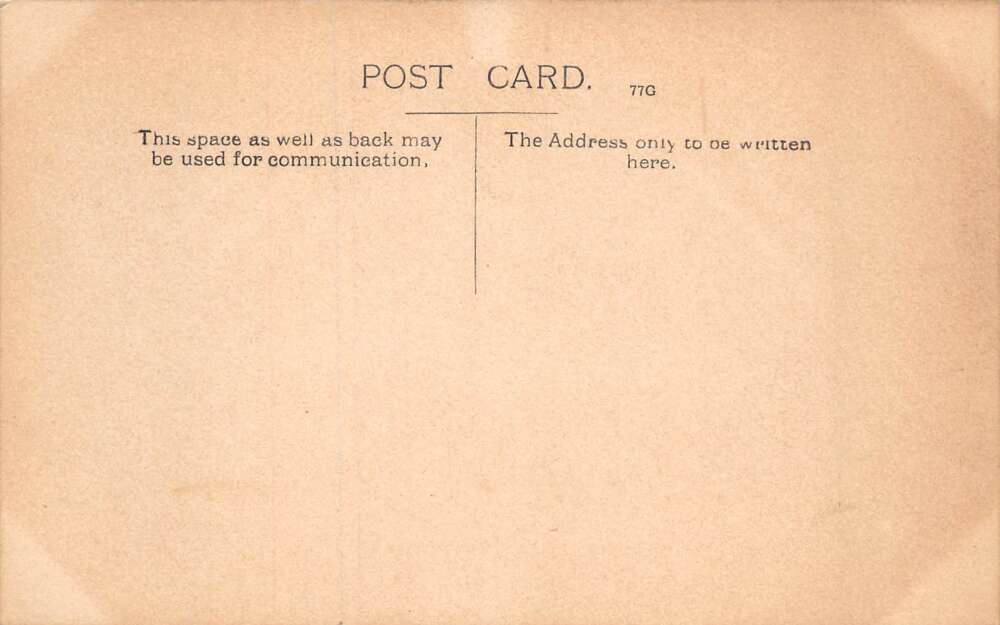 POST CARD.
77G
This space as well as back may
be used for communication.
The Address only to be written
here.